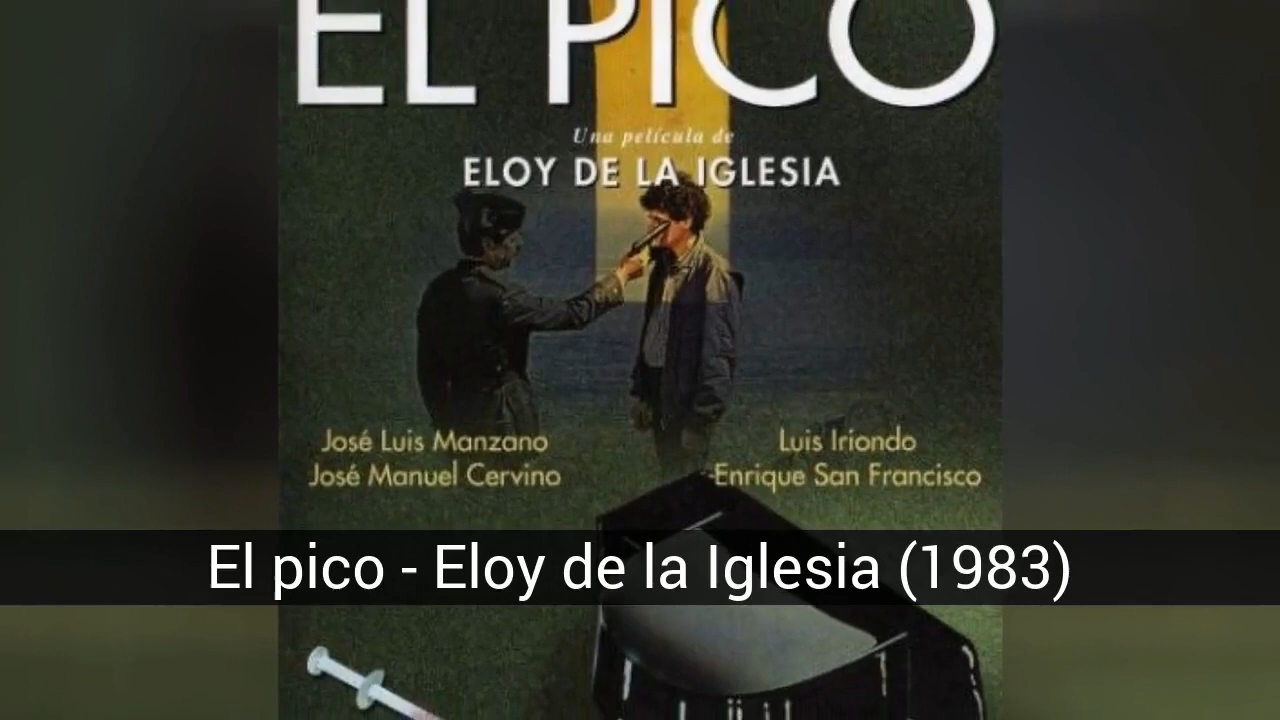 EL PICO
Una película de
ELOY DE LA IGLESIA
José Luis Manzano
José Manuel Cervino
Luis Iriondo
Enrique San Francisco
El pico - Eloy de la Iglesia (1983)